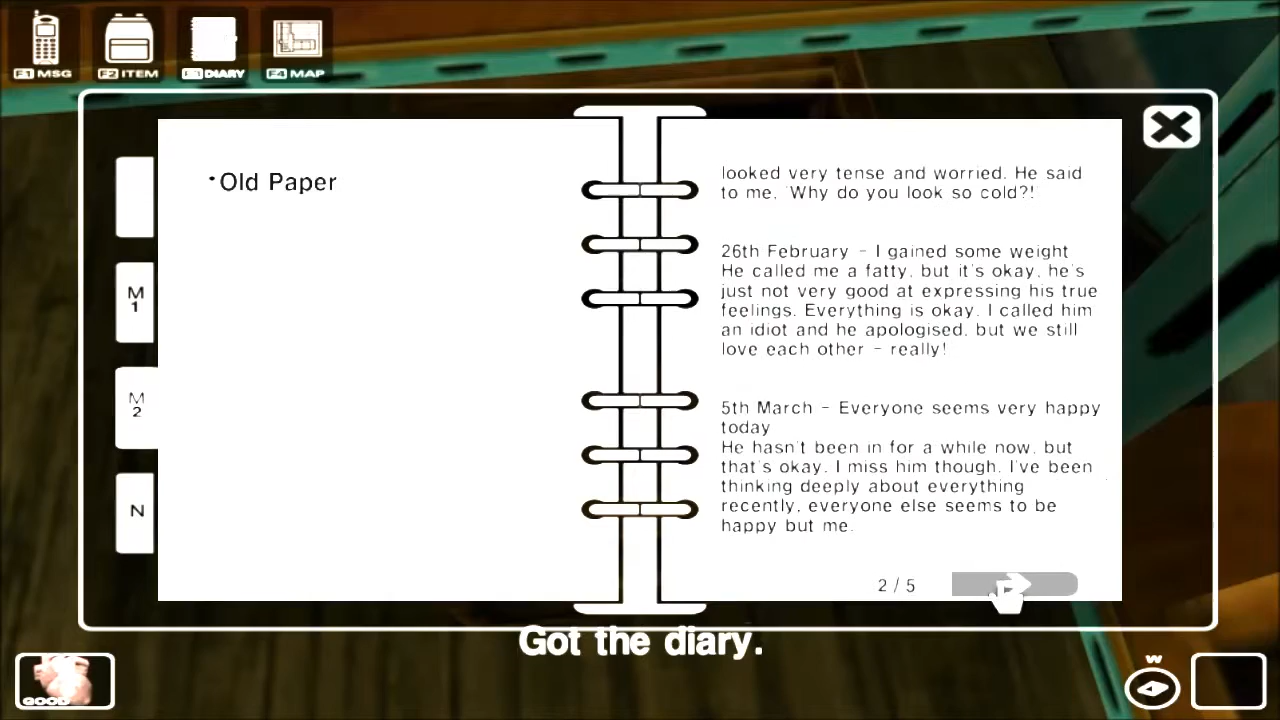 F1 MSG
F2 ITEM
DIARY
F4 MAP
M
1
M
2
N
•Old Paper
looked very tense and worried. He said
to me, 'Why do you look so cold?!'
26th February - I gained some weight
He called me a fatty, but it's okay, he's
just not very good at expressing his true
feelings. Everything is okay. I called him
an idiot and he apologised, but we still
love each other - really!
5th March - Everyone seems very happy
today
He hasn't been in for a while now, but
that's okay. I miss him though. I've been
thinking deeply about everything
recently, everyone else seems to be
happy but me.
2 / 5
Got the diary.
GOOD
W